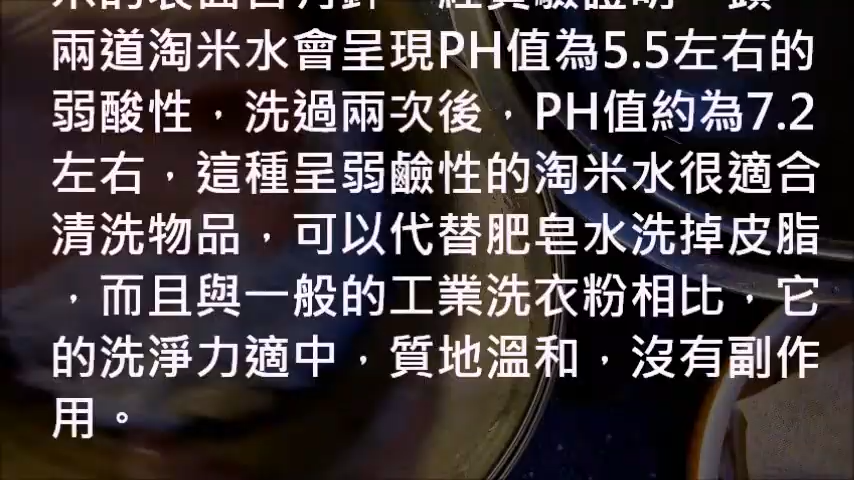 兩道淘米水會呈現PH值為5.5左右的
弱酸性，洗過兩次後，PH值約為7.2
左右，這種呈弱鹼性的淘米水很適合
清洗物品，可以代替肥皂水洗掉皮脂
，而且與一般的工業洗衣粉相比，它
的洗淨力適中，質地溫和，沒有副作
用。